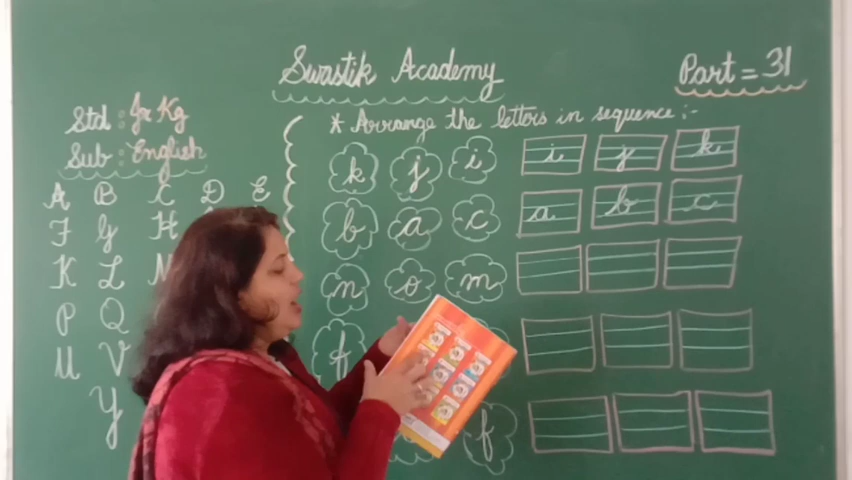 Swastik Academy
Part = 31
Std : Jr Kg
Sub : English
* Arrange the letters in sequence :-
A B C D E
F G H
K L
P Q
U V
Y
k j i i j k
b a c a b c
n o m
f
f